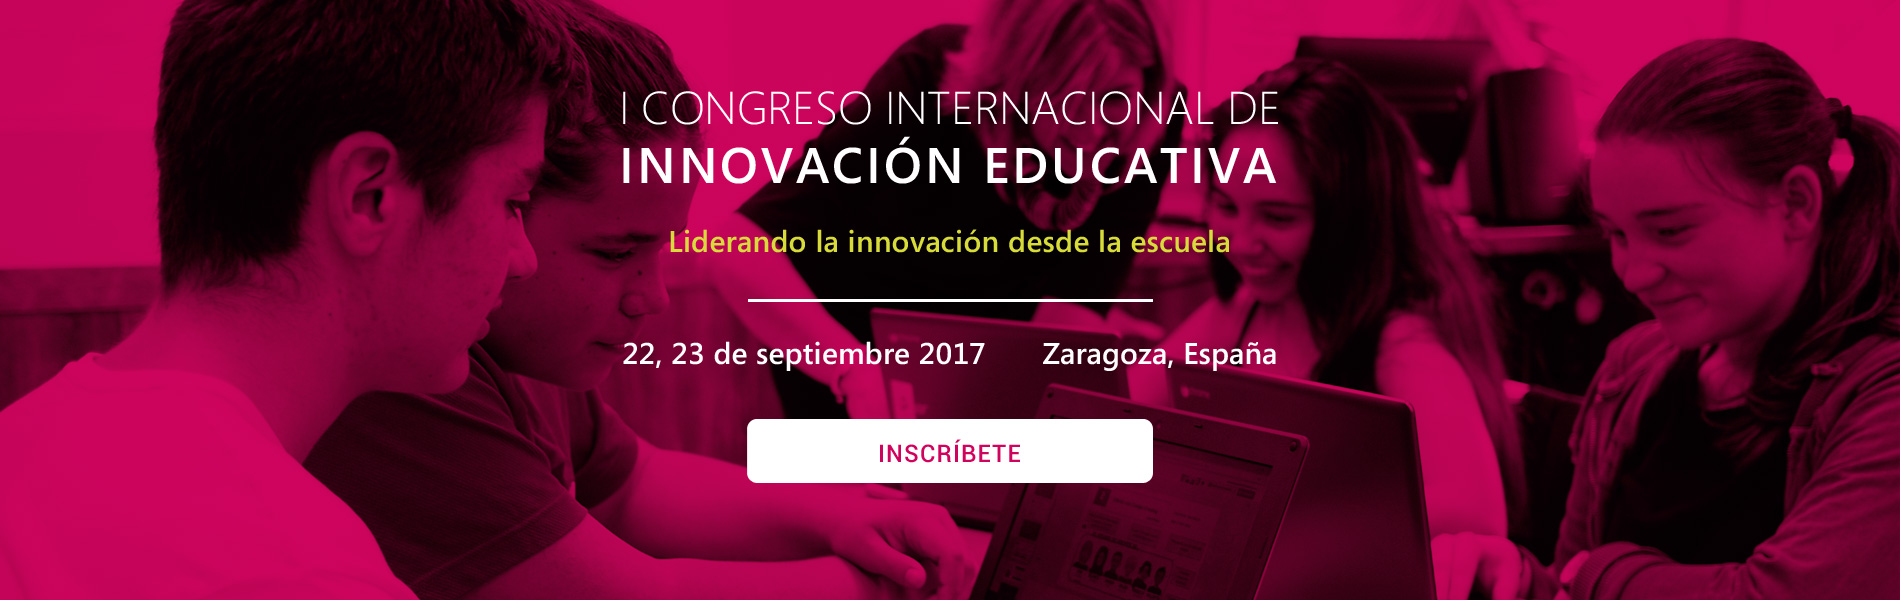 I CONGRESO INTERNACIONAL DE
INNOVACIÓN EDUCATIVA
Liderando la innovación desde la escuela
22, 23 de septiembre 2017 Zaragoza, España
INSCRÍBETE